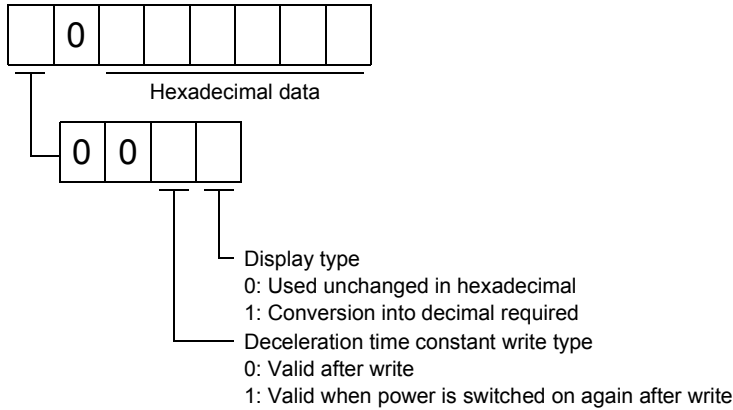 0
Hexadecimal data
0 0
Display type
0: Used unchanged in hexadecimal
1: Conversion into decimal required
Deceleration time constant write type
0: Valid after write
1: Valid when power is switched on again after write